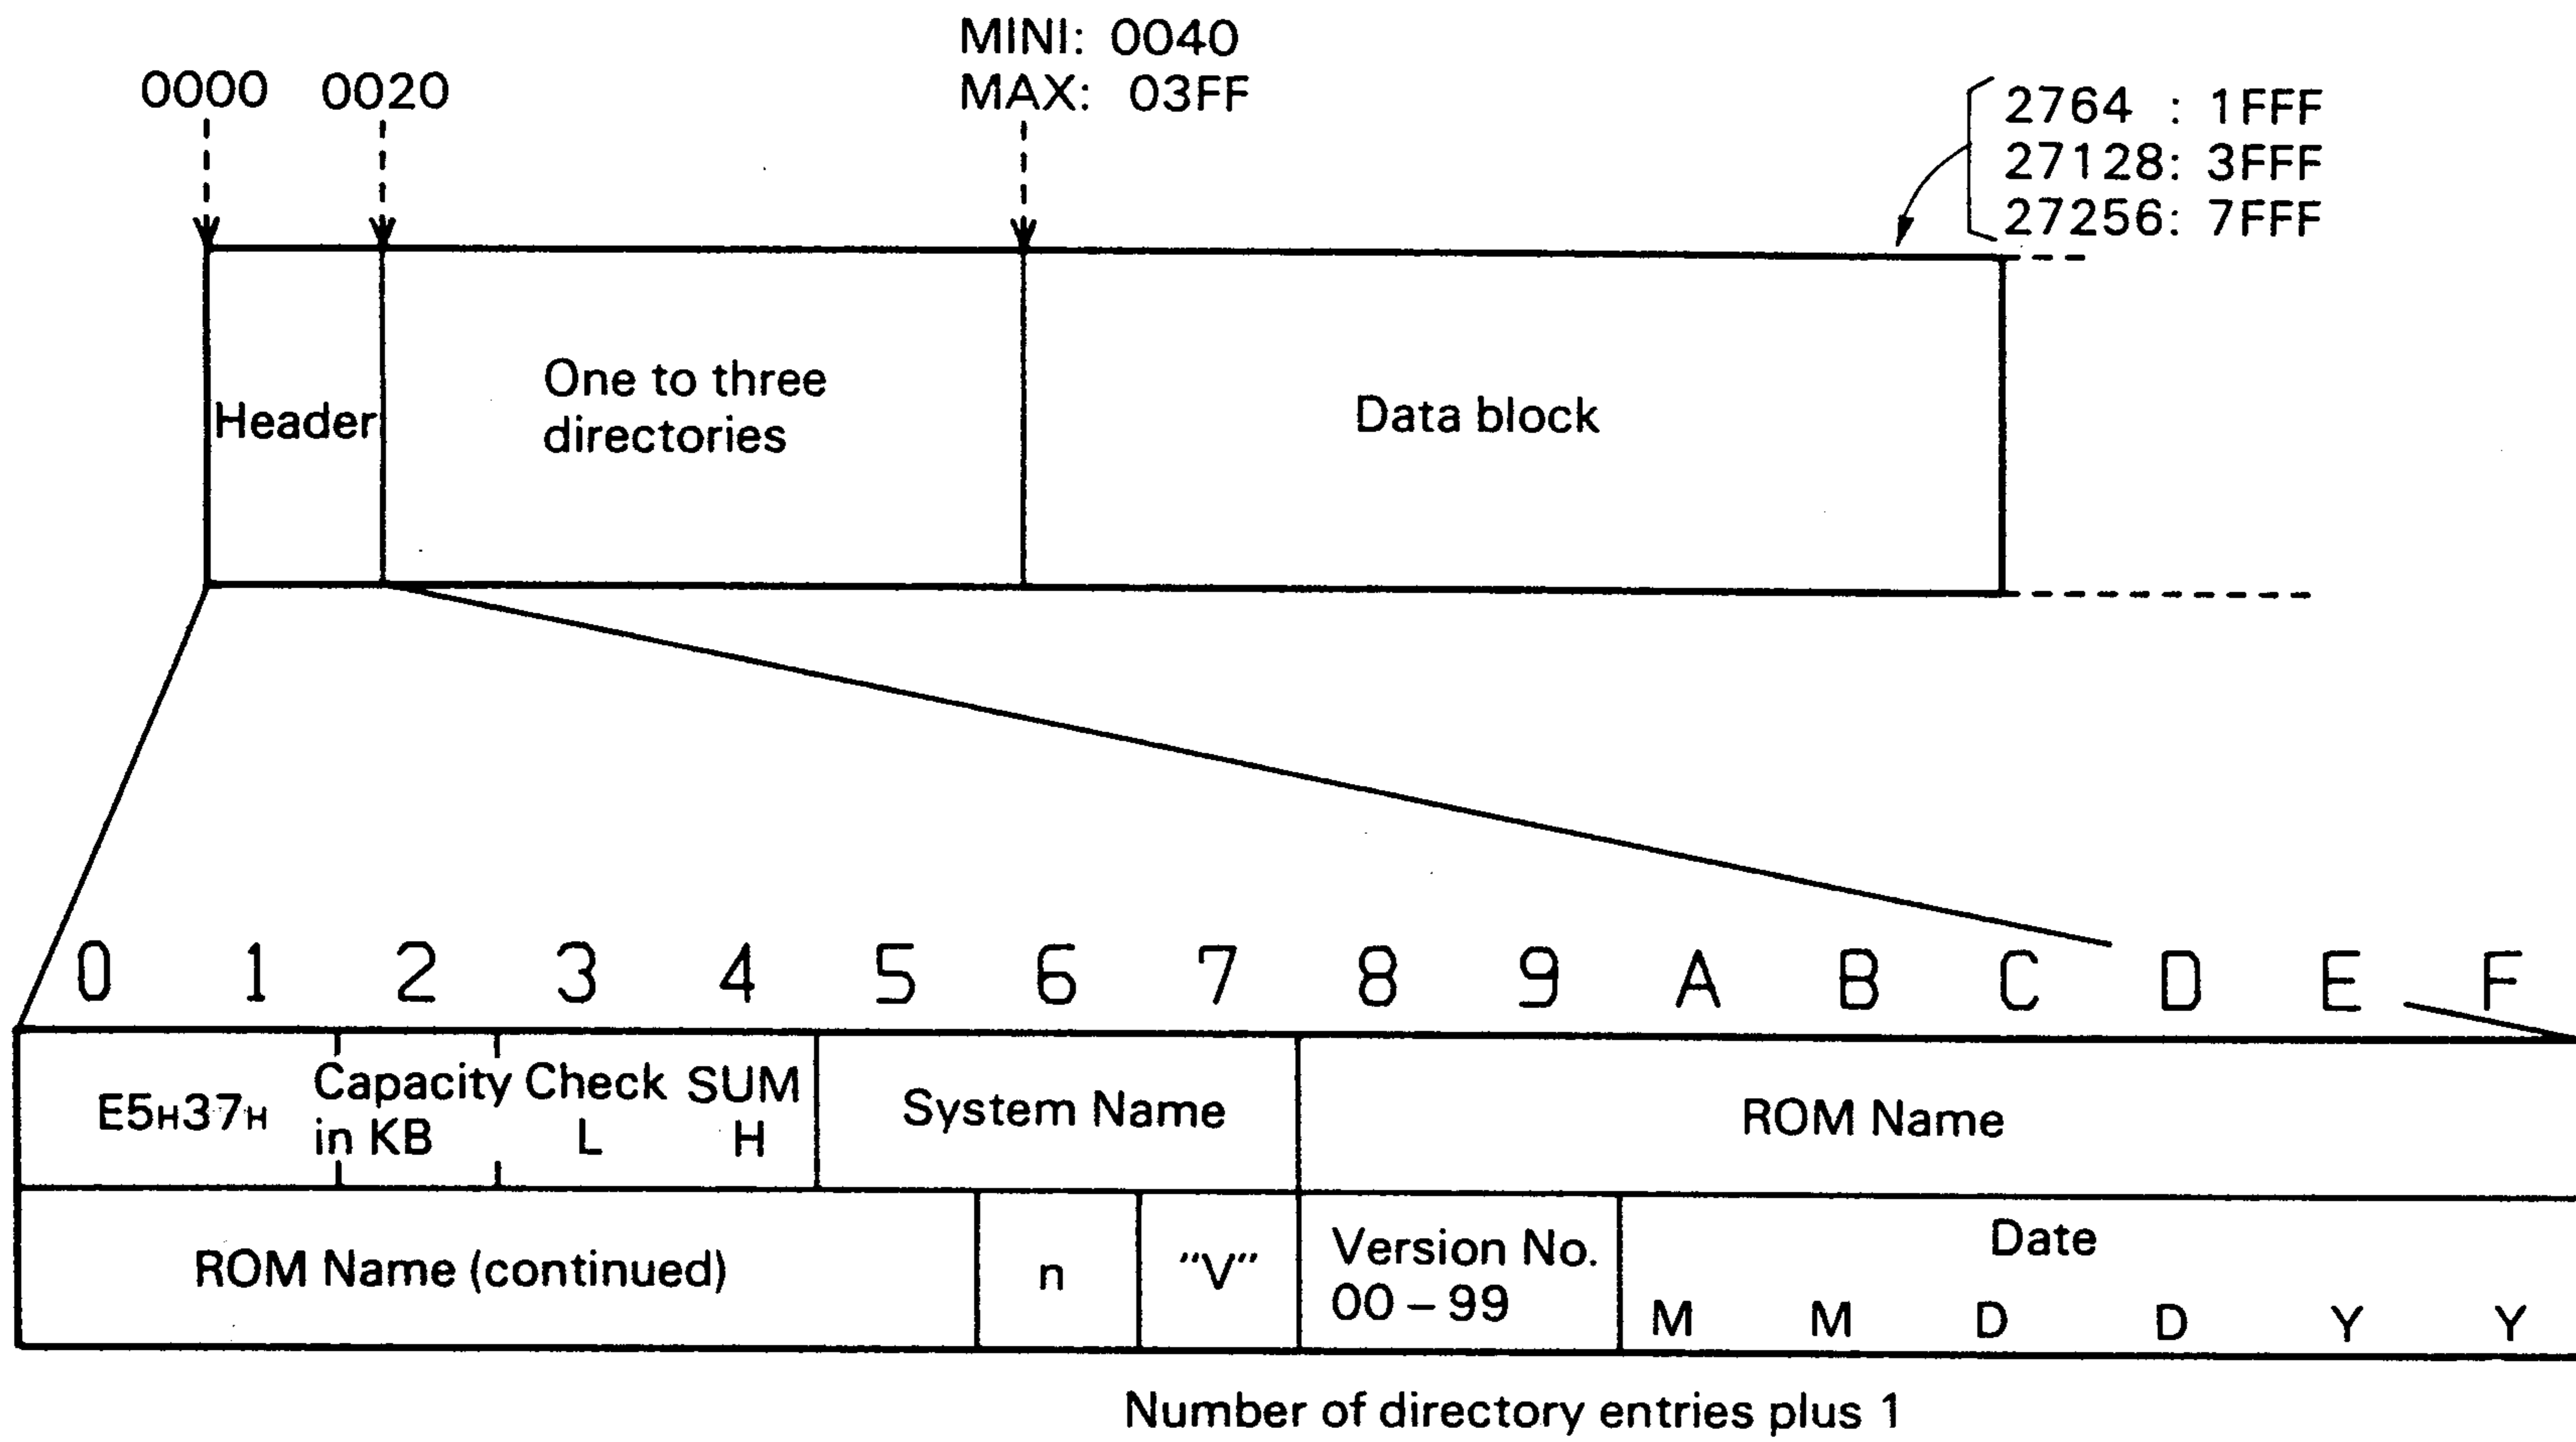 MINI: 0040
MAX: 03FF
0000 0020
2764 : 1FFF
27128: 3FFF
27256: 7FFF
Header
One to three
directories
Data block
0 1 2 3 4 5 6 7 8 9 A B C D E F
E5H37H
Capacity
in KB
Check SUM
L H
System Name
ROM Name
ROM Name (continued)
n
"V"
Version No.
00 – 99
Date
M M D D Y Y
Number of directory entries plus 1